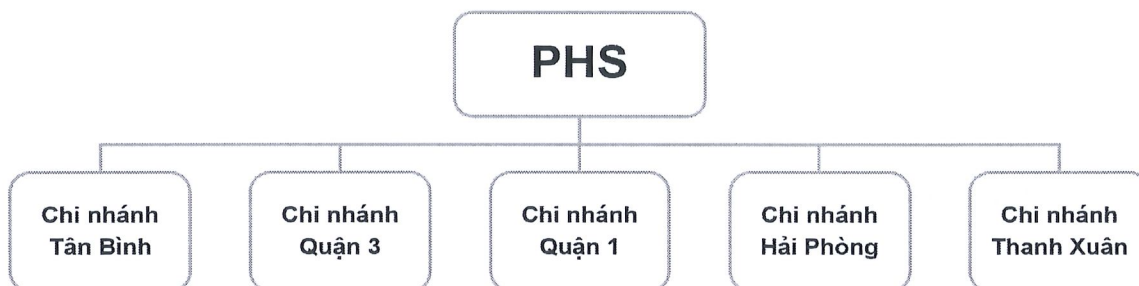 PHS
Chi nhánh
Tân Bình
Chi nhánh
Quận 3
Chi nhánh
Quận 1
Chi nhánh
Hải Phòng
Chi nhánh
Thanh Xuân